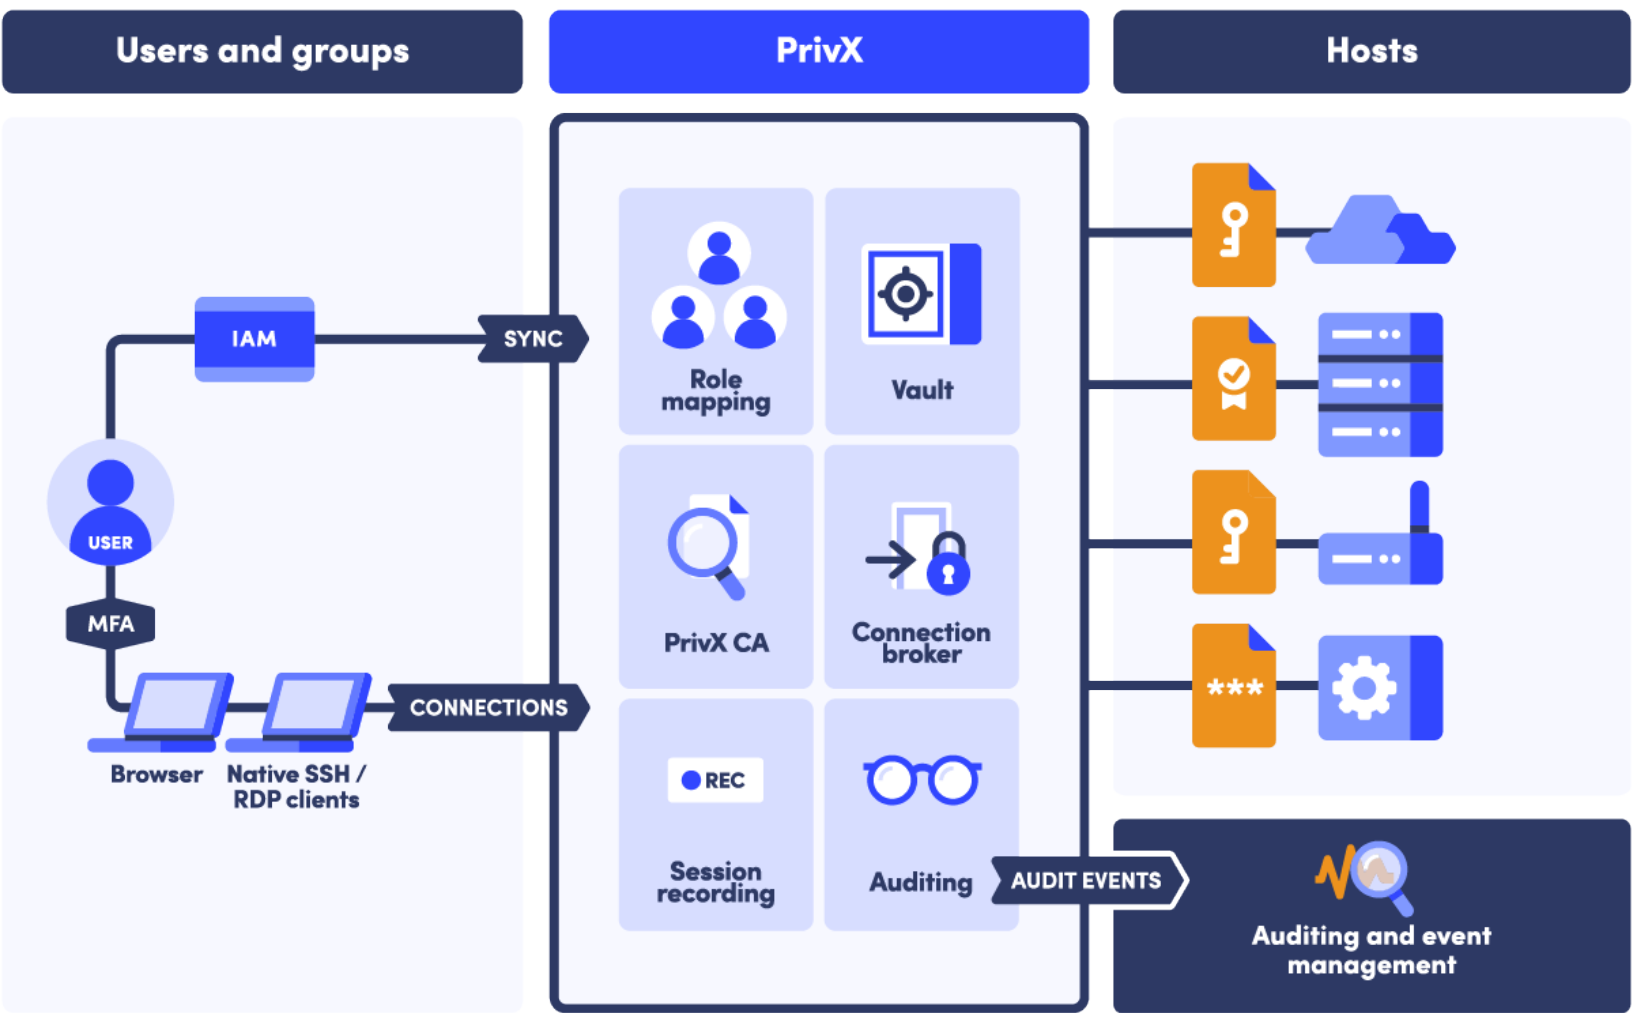 Users and groups
PrivX
Hosts
IAM
SYNC
USER
MFA
CONNECTIONS
Browser
Native SSH /
RDP clients
Role
mapping
Vault
PrivX CA
Connection
broker
REC
Session
recording
Auditing
AUDIT EVENTS
***
Auditing and event
management